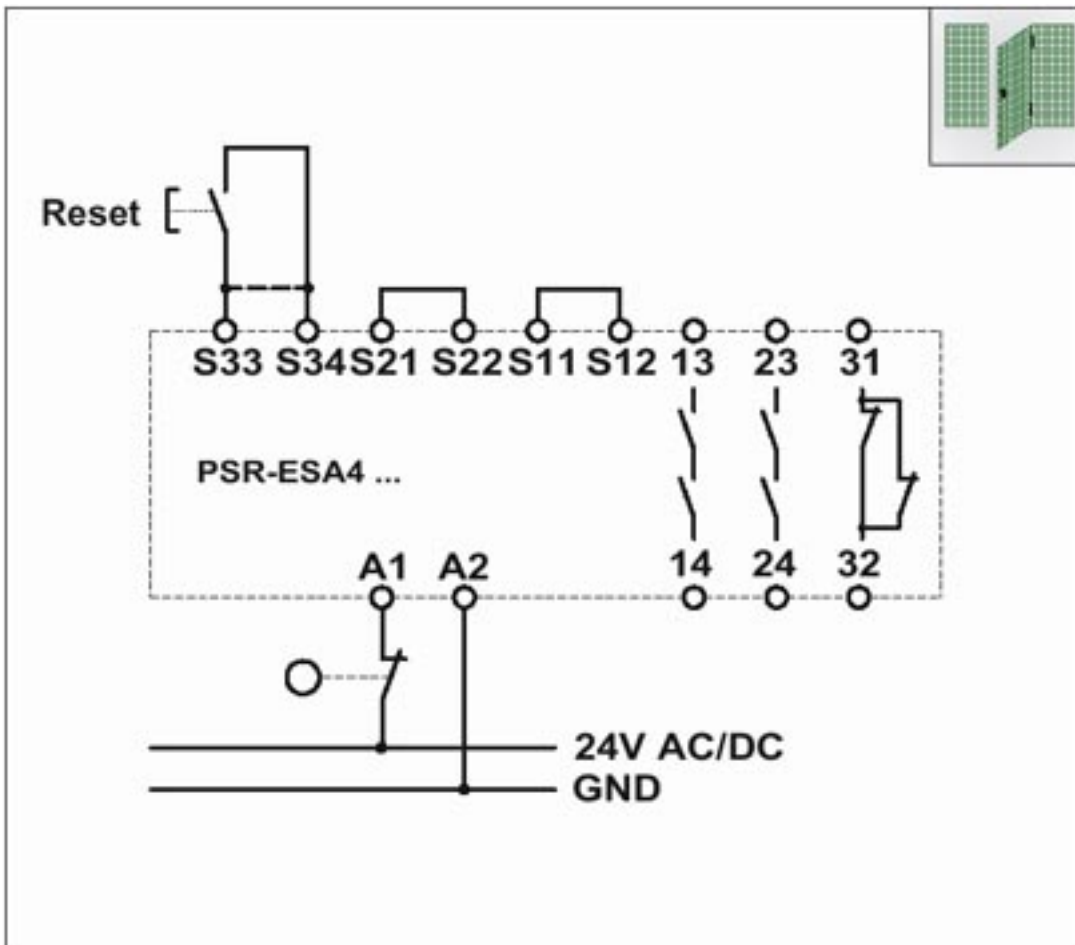 Reset
S33 S34 S21 S22 S11 S12 13 23 31
PSR-ESA4 ...
A1 A2 14 24 32
24V AC/DC
GND